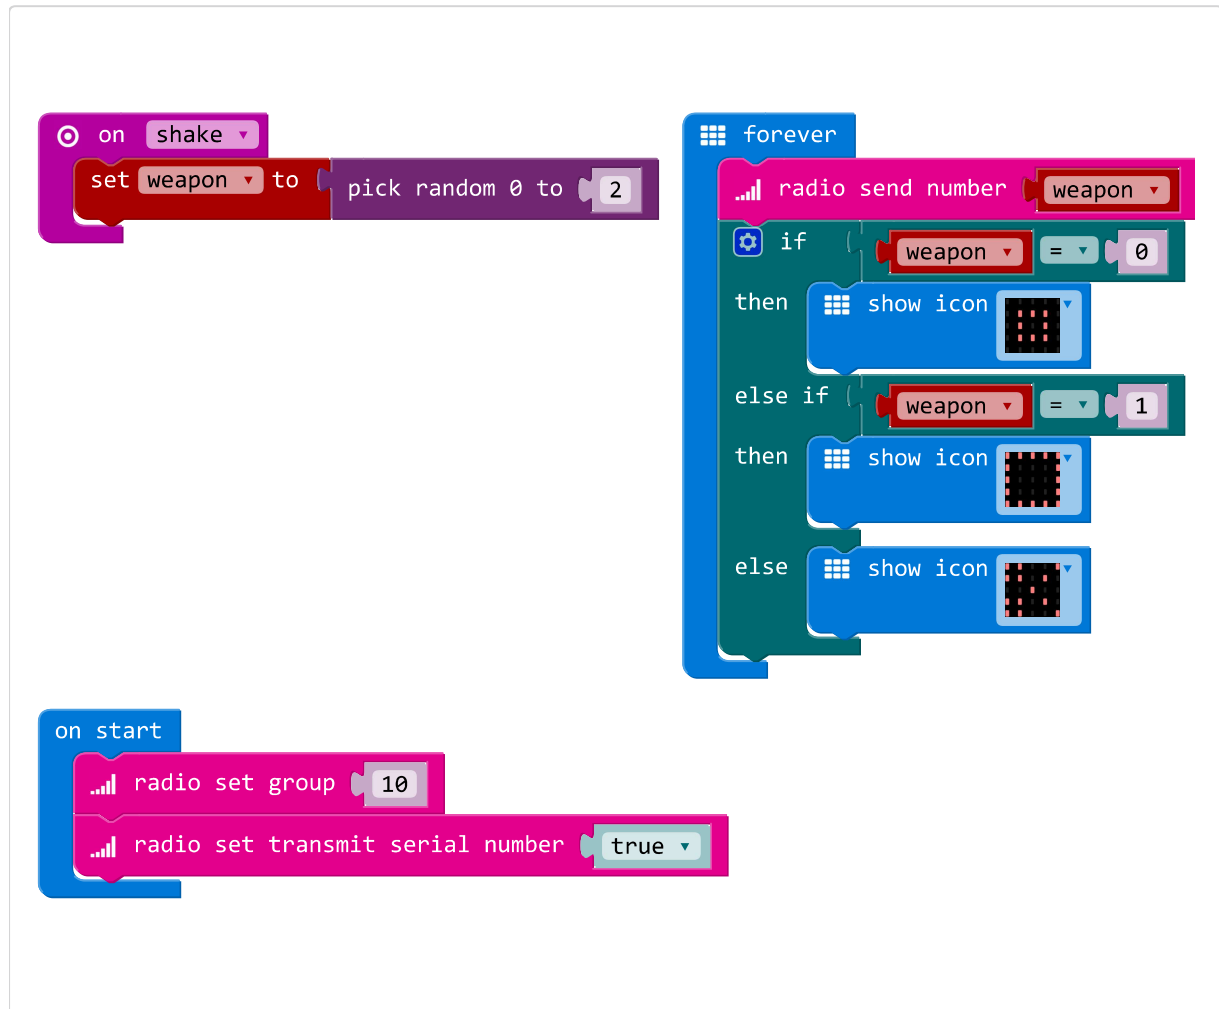 on shake
set weapon to pick random 0 to 2
forever
radio send number weapon
if weapon = 0
then show icon
else if weapon = 1
then show icon
else show icon
on start
radio set group 10
radio set transmit serial number true